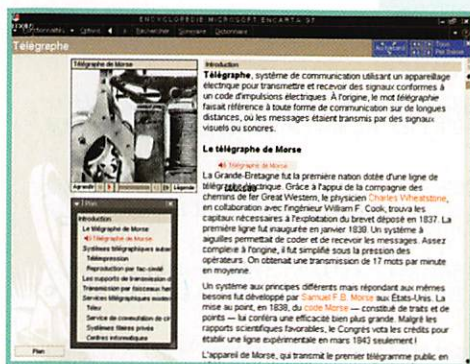 ENCYCLOPÉDIE MICROSOFT ENCARTA 97
Options Rechercher Sommaire Dictionnaire
Télégraphe
Télégraphe de Morse
Agrandir Légende
Plan
Introduction
Le télégraphe de Morse
Télégraphe de Morse
Systèmes télégraphiques
Téléimpression
Reproduction par fac-similé
Les supports de transmission
Transmission par faisceaux
Services télégraphiques
Telex
Service de commutation de
Systèmes filaires privés
Centres informatiques
Plan
Introduction
Télégraphe, système de communication utilisant un appareillage
électrique pour transmettre et recevoir des signaux conformes à
un code d'impulsions électriques. À l'origine, le mot télégraphie
faisait référence à toute forme de communication sur de longues
distances, où les messages étaient transmis par des signaux
visuels ou sonores.
Le télégraphe de Morse
Télégraphe de Morse
La Grande-Bretagne fut la première nation dotée d'une ligne de
télégraphie électrique. Grâce à l'appui de la compagnie des
chemins de fer Great Western, le physicien Charles Wheatstone,
en collaboration avec l'ingénieur William F. Cook, trouva les
capitaux nécessaires à l'exploitation du brevet déposé en 1837. La
première ligne fut inaugurée en janvier 1839. Un système à
aiguilles permettait de coder et de recevoir les messages. Assez
complexe à l'origine, il fut simplifié sous la pression des
opérateurs. On obtenait une transmission de 17 mots par minute
en moyenne.
Un système aux principes différents mais répondant aux mêmes
besoins fut développé par Samuel F.B. Morse aux États-Unis. La
mise au point, en 1838, du code Morse — constitué de traits et de
points — lui conféra une efficacité bien plus grande. Malgré les
rapports scientifiques favorables, le Congrès vota les crédits pour
établir une ligne expérimentale en mars 1843 seulement !
L'appareil de Morse, qui transmit le premier télégramme public en